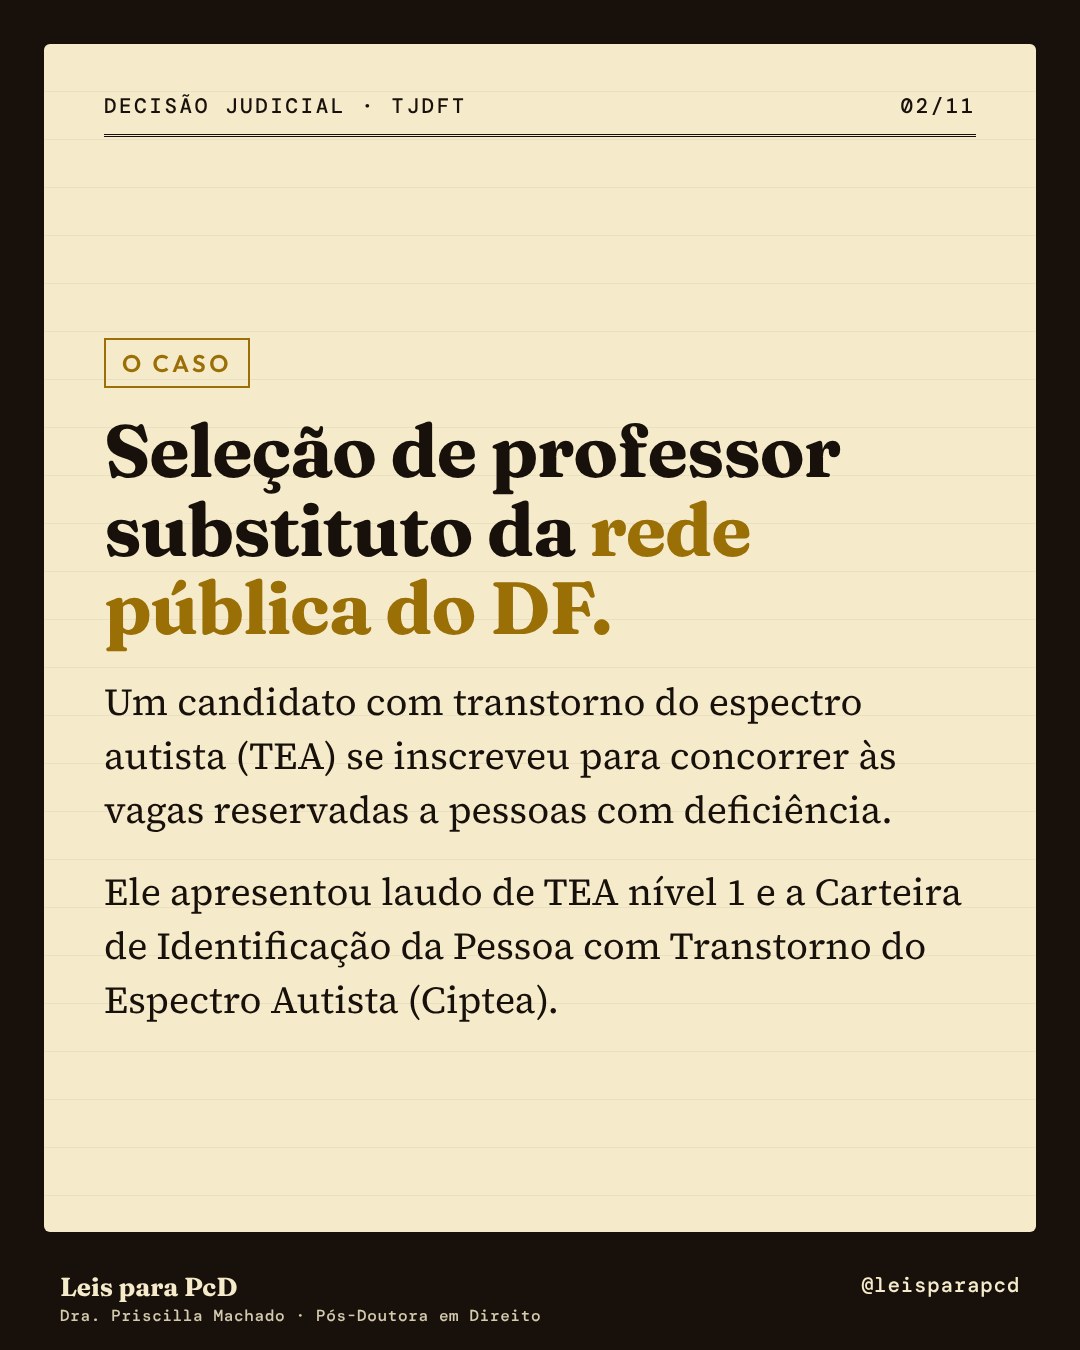 DECISÃO JUDICIAL · TJDFT
02/11
O CASO
Seleção de professor
substituto da rede
pública do DF.
Um candidato com transtorno do espectro
autista (TEA) se inscreveu para concorrer às
vagas reservadas a pessoas com deficiência.
Ele apresentou laudo de TEA nível 1 e a Carteira
de Identificação da Pessoa com Transtorno do
Espectro Autista (Ciptea).
Leis para PcD
@leisparapcd
Dra. Priscilla Machado · Pós-Doutora em Direito